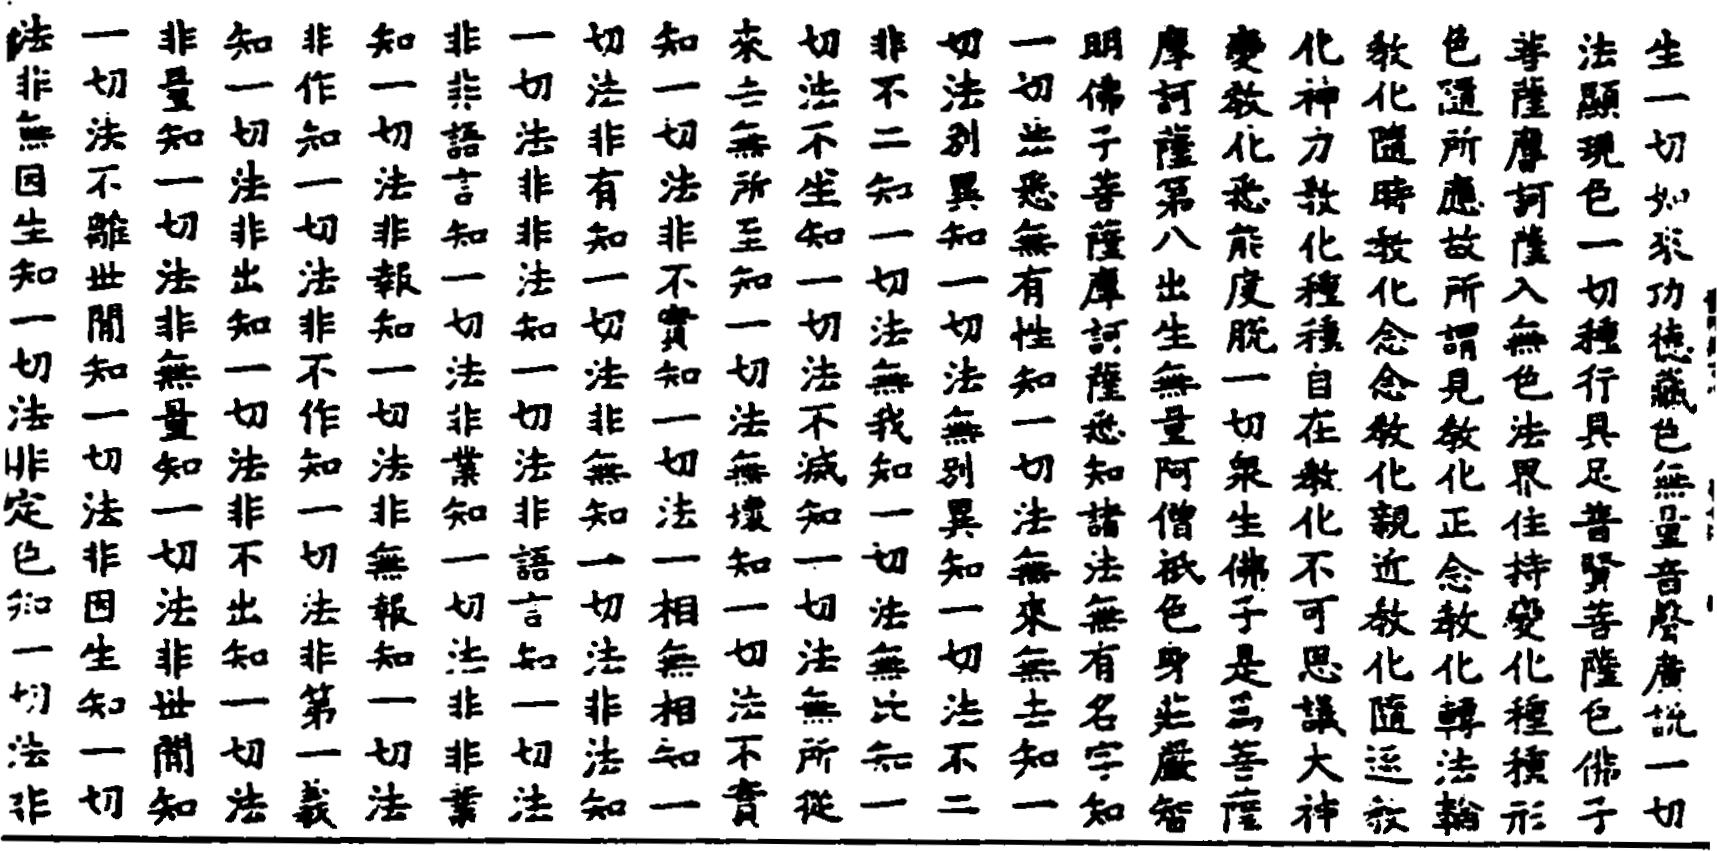 生一切如來功德藏色無量音聲廣說一切
法顯現色一切種行具足普賢菩薩色佛子
菩薩摩訶薩入無色法界住持變化種種形
色隨所應故所謂見教化正念教化轉法輪
教化隨時教化念念教化親近教化隨逐教
化神力教化種種自在教化不可思議大神
變教化悉能度脫一切衆生佛子是爲菩薩
摩訶薩第八出生無量阿僧祇色身莊嚴智
明佛子菩薩摩訶薩悉知諸法無有名字知
一切法悉無有性知一切法無來無去知一
切法別異知一切法無別異知一切法不二
非不二知一切法無我知一切法無比知一
切法不生知一切法不滅知一切法無所從
來去無所至知一切法無壞知一切法不實
知一切法非不實知一切法一相無相知一
切法非有知一切法非無知一切法非法知
一切法非非法知一切法非語言知一切法
非非語言知一切法非業知一切法非非業
知一切法非報知一切法非無報知一切法
非作知一切法非不作知一切法非第一義
知一切法非出知一切法非不出知一切法
非量知一切法非無量知一切法非世閒知
一切法不離世閒知一切法非因生知一切
法非無因生知一切法非定色知一切法非